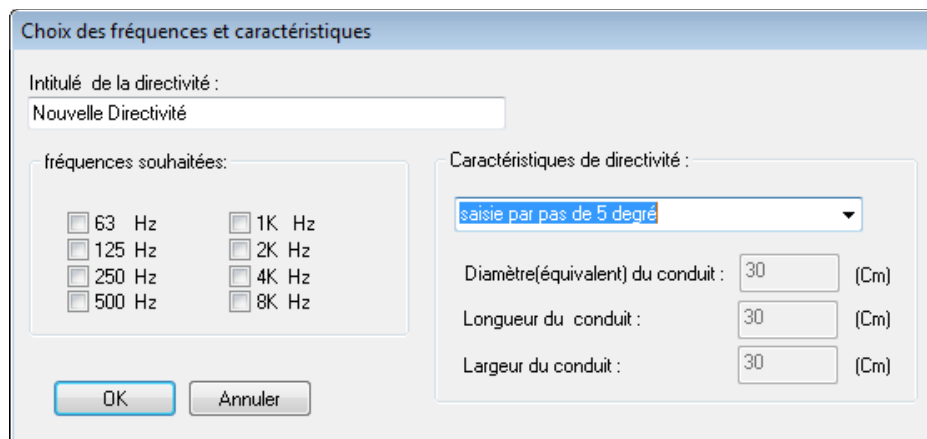 Choix des fréquences et caractéristiques
Intitulé de la directivité :
Nouvelle Directivité
fréquences souhaitées:
63 Hz
125 Hz
250 Hz
500 Hz
1K Hz
2K Hz
4K Hz
8K Hz
Caractéristiques de directivité :
saisie par pas de 5 degré
Diamètre(équivalent) du conduit : 30 (Cm)
Longueur du conduit : 30 (Cm)
Largeur du conduit : 30 (Cm)
OK
Annuler